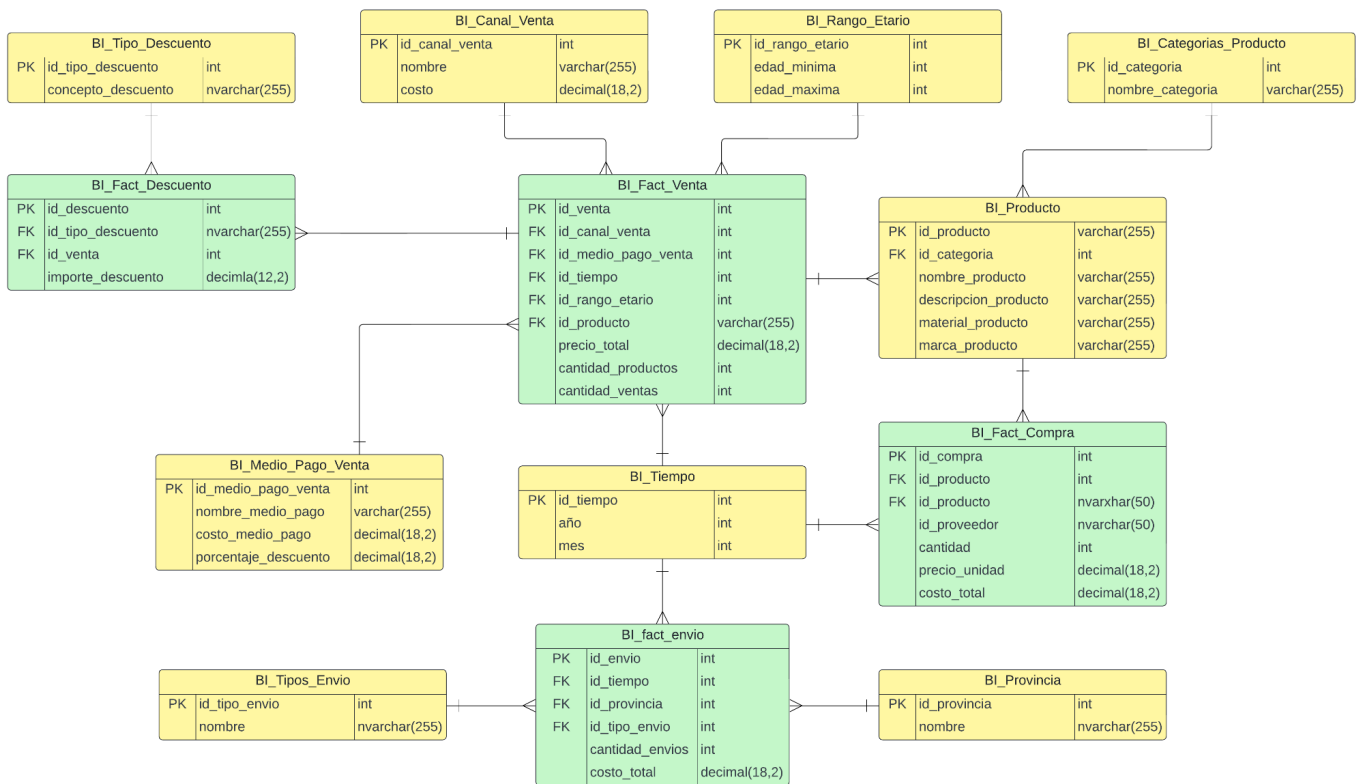 BI_Tipo_Descuento
PK id_tipo_descuento int
concepto_descuento nvarchar(255)
BI_Canal_Venta
PK id_canal_venta int
nombre varchar(255)
costo decimal(18,2)
BI_Rango_Etario
PK id_rango_etario int
edad_minima int
edad_maxima int
BI_Categorias_Producto
PK id_categoria int
nombre_categoria varchar(255)
BI_Fact_Descuento
PK id_descuento int
FK id_tipo_descuento nvarchar(255)
FK id_venta int
importe_descuento decimla(12,2)
BI_Fact_Venta
PK id_venta int
FK id_canal_venta int
FK id_medio_pago_venta int
FK id_tiempo int
FK id_rango_etario int
FK id_producto varchar(255)
precio_total decimal(18,2)
cantidad_productos int
cantidad_ventas int
BI_Producto
PK id_producto varchar(255)
FK id_categoria int
nombre_producto varchar(255)
descripcion_producto varchar(255)
material_producto varchar(255)
marca_producto varchar(255)
BI_Medio_Pago_Venta
PK id_medio_pago_venta int
nombre_medio_pago varchar(255)
costo_medio_pago decimal(18,2)
porcentaje_descuento decimal(18,2)
BI_Tiempo
PK id_tiempo int
año int
mes int
BI_Fact_Compra
PK id_compra int
FK id_producto int
FK id_producto nvarxhar(50)
id_proveedor nvarchar(50)
cantidad int
precio_unidad decimal(18,2)
costo_total decimal(18,2)
BI_Tipos_Envio
PK id_tipo_envio int
nombre nvarchar(255)
BI_fact_envio
PK id_envio int
FK id_tiempo int
FK id_provincia int
FK id_tipo_envio int
cantidad_envios int
costo_total decimal(18,2)
BI_Provincia
PK id_provincia int
nombre nvarchar(255)